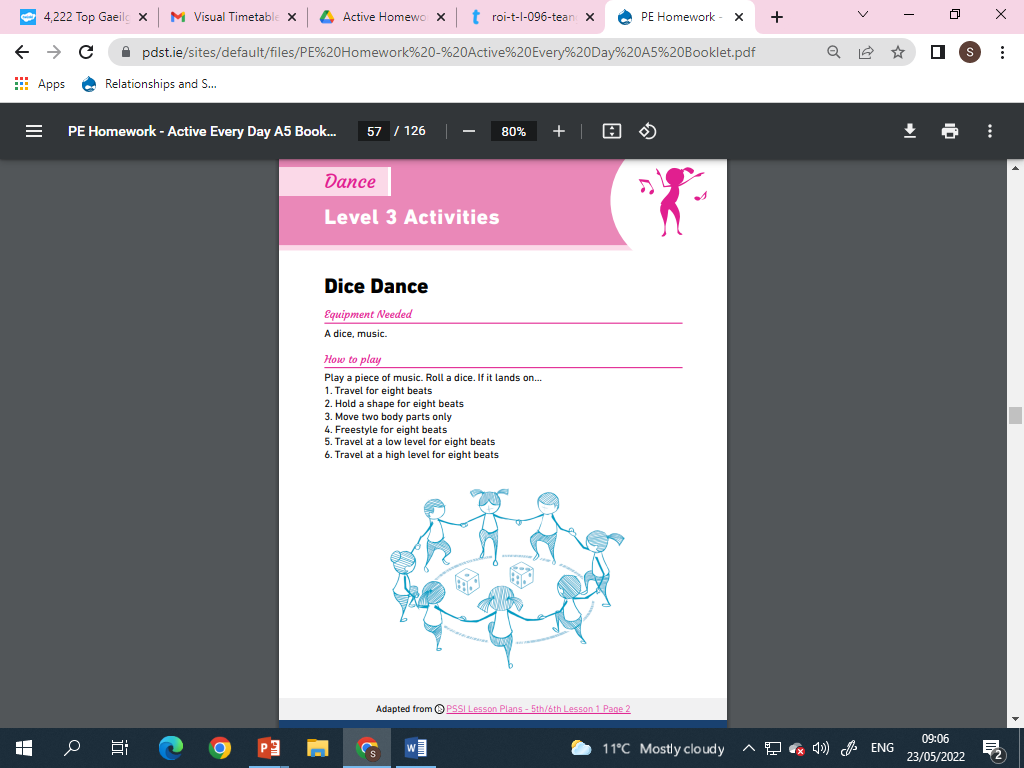 4,222 Top Gaeilg
Visual Timetable
Active Homewo
roi-t-l-096-tean
PE Homework -
pdst.ie/sites/default/files/PE%20Homework%20-%20Active%20Every%20Day%20A5%20Booklet.pdf
S
Apps
Relationships and S...
PE Homework - Active Every Day A5 Book...
57 / 126
80%
Dance
Level 3 Activities
Dice Dance
Equipment Needed
A dice, music.
How to play
Play a piece of music. Roll a dice. If it lands on...
1. Travel for eight beats
2. Hold a shape for eight beats
3. Move two body parts only
4. Freestyle for eight beats
5. Travel at a low level for eight beats
6. Travel at a high level for eight beats
Adapted from PSSI Lesson Plans - 5th/6th Lesson 1 Page 2
11°C Mostly cloudy
ENG
09:06
23/05/2022
2